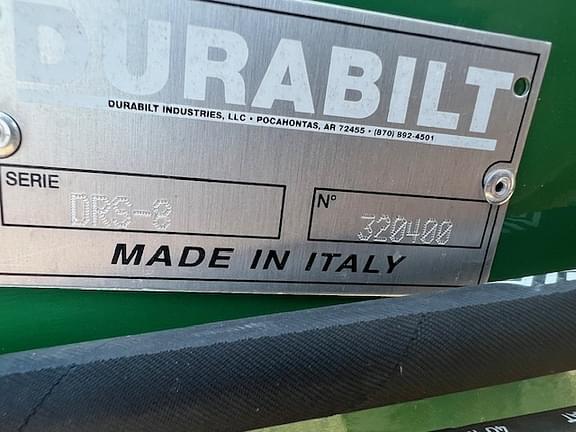 DURABILT
DURABILT INDUSTRIES, LLC • POCAHONTAS, AR 72455 • (870) 892-4501
SERIE
DRG-8
N°
320400
MADE IN ITALY